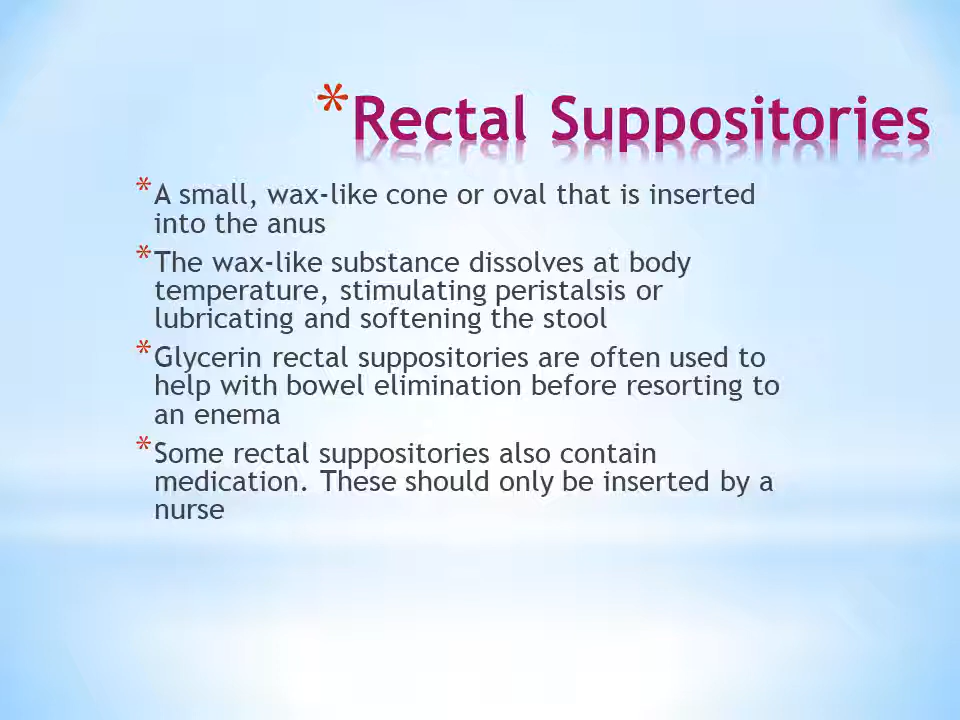 *Rectal Suppositories
*A small, wax-like cone or oval that is inserted
into the anus
*The wax-like substance dissolves at body
temperature, stimulating peristalsis or
lubricating and softening the stool
*Glycerin rectal suppositories are often used to
help with bowel elimination before resorting to
an enema
*Some rectal suppositories also contain
medication. These should only be inserted by a
nurse